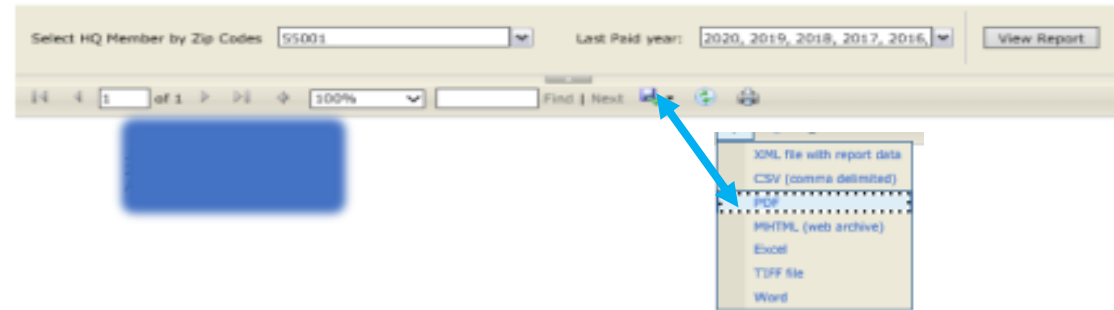 Select HQ Member by Zip Codes 55001 Last Paid year: 2020, 2019, 2018, 2017, 2016, View Report
1 of 1 100% Find | Next
XML file with report data
CSV (comma delimited)
PDF
MHTML (web archive)
Excel
TIFF file
Word